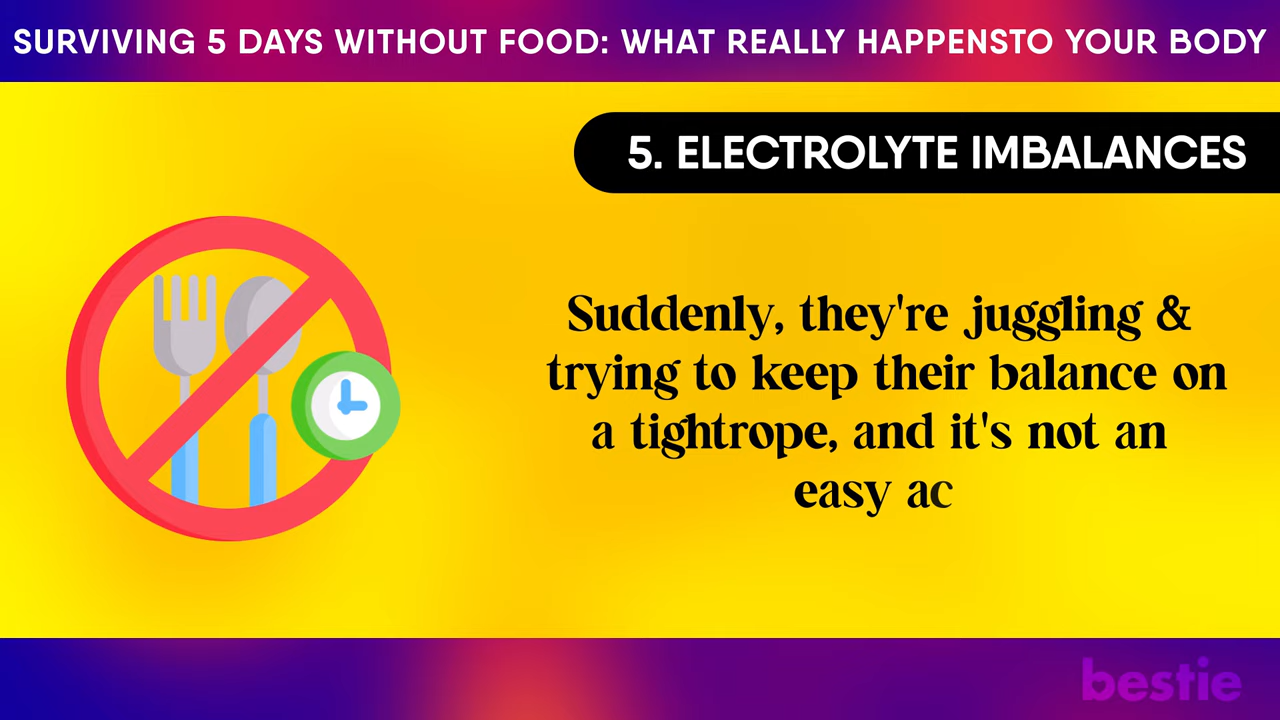 SURVIVING 5 DAYS WITHOUT FOOD: WHAT REALLY HAPPENSTO YOUR BODY
5. ELECTROLYTE IMBALANCES
Suddenly, they're juggling &
trying to keep their balance on
a tightrope, and it's not an
easy ac
bestie